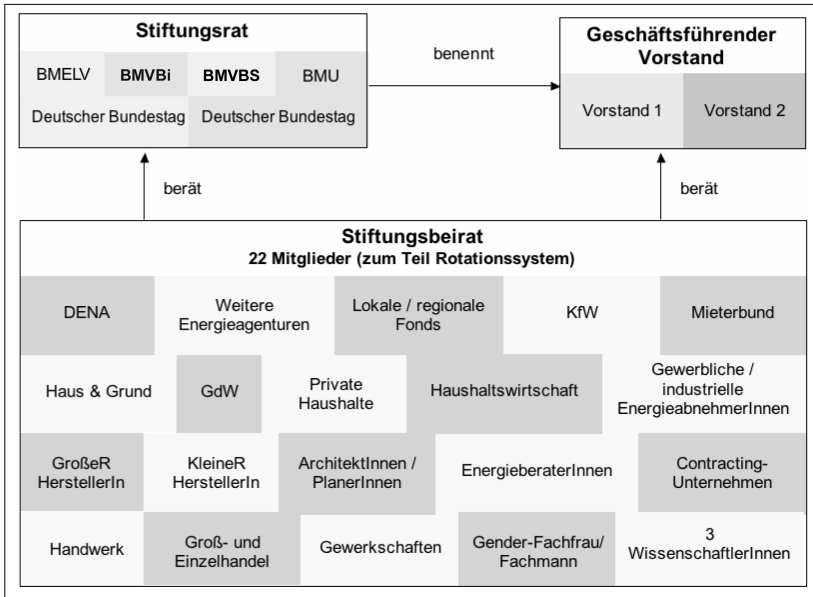 Stiftungsrat
BMELV
BMVBi
BMVBS
BMU
Deutscher Bundestag
Deutscher Bundestag
benennt
Geschäftsführender
Vorstand
Vorstand 1
Vorstand 2
berät
berät
Stiftungsbeirat
22 Mitglieder (zum Teil Rotationssystem)
DENA
Weitere
Energieagenturen
Lokale / regionale
Fonds
KfW
Mieterbund
Haus & Grund
GdW
Private
Haushalte
Haushaltswirtschaft
Gewerbliche /
industrielle
EnergieabnehmerInnen
GroßeR
HerstellerIn
KleineR
HerstellerIn
ArchitektInnen /
PlanerInnen
EnergieberaterInnen
Contracting-
Unternehmen
Handwerk
Groß- und
Einzelhandel
Gewerkschaften
Gender-Fachfrau/
Fachmann
3
WissenschaftlerInnen